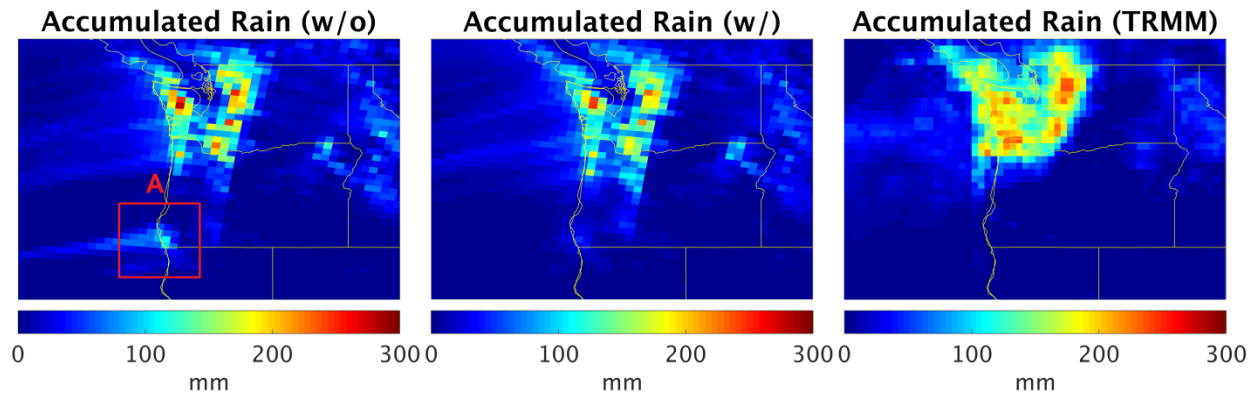 Accumulated Rain (w/o) Accumulated Rain (w/) Accumulated Rain (TRMM)
A
0 100 200 300 0 100 200 300 0 100 200 300
mm mm mm